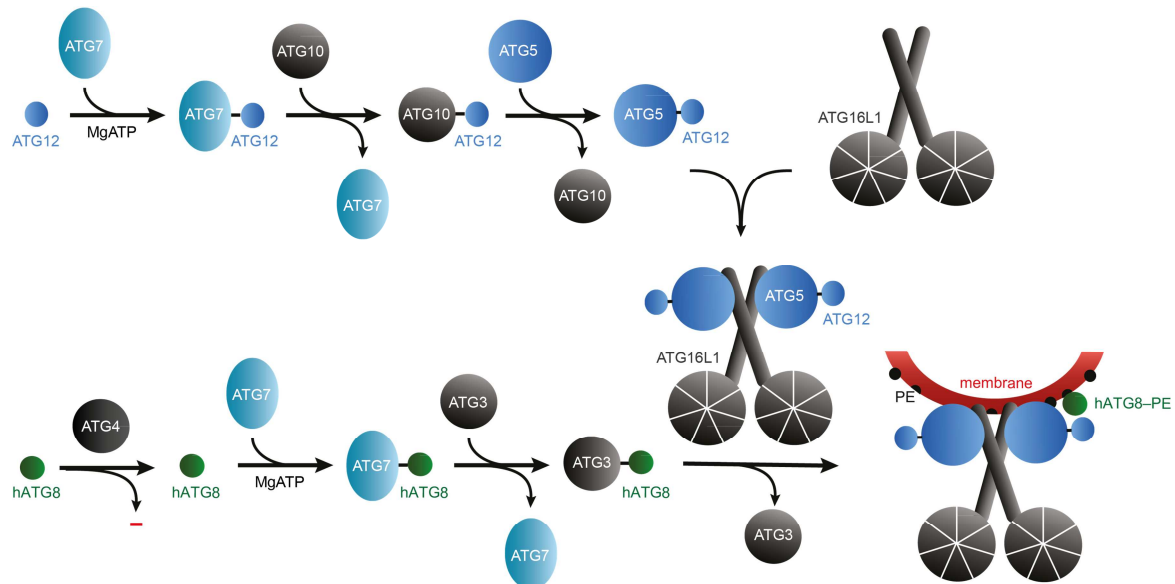 ATG7
ATG10
ATG5
ATG12
MgATP
ATG7
ATG12
ATG10
ATG12
ATG5
ATG12
ATG7
ATG10
ATG16L1
ATG5
ATG12
ATG16L1
membrane
PE
hATG8–PE
ATG4
ATG7
ATG3
hATG8
hATG8
MgATP
ATG7
hATG8
ATG3
hATG8
ATG7
ATG3